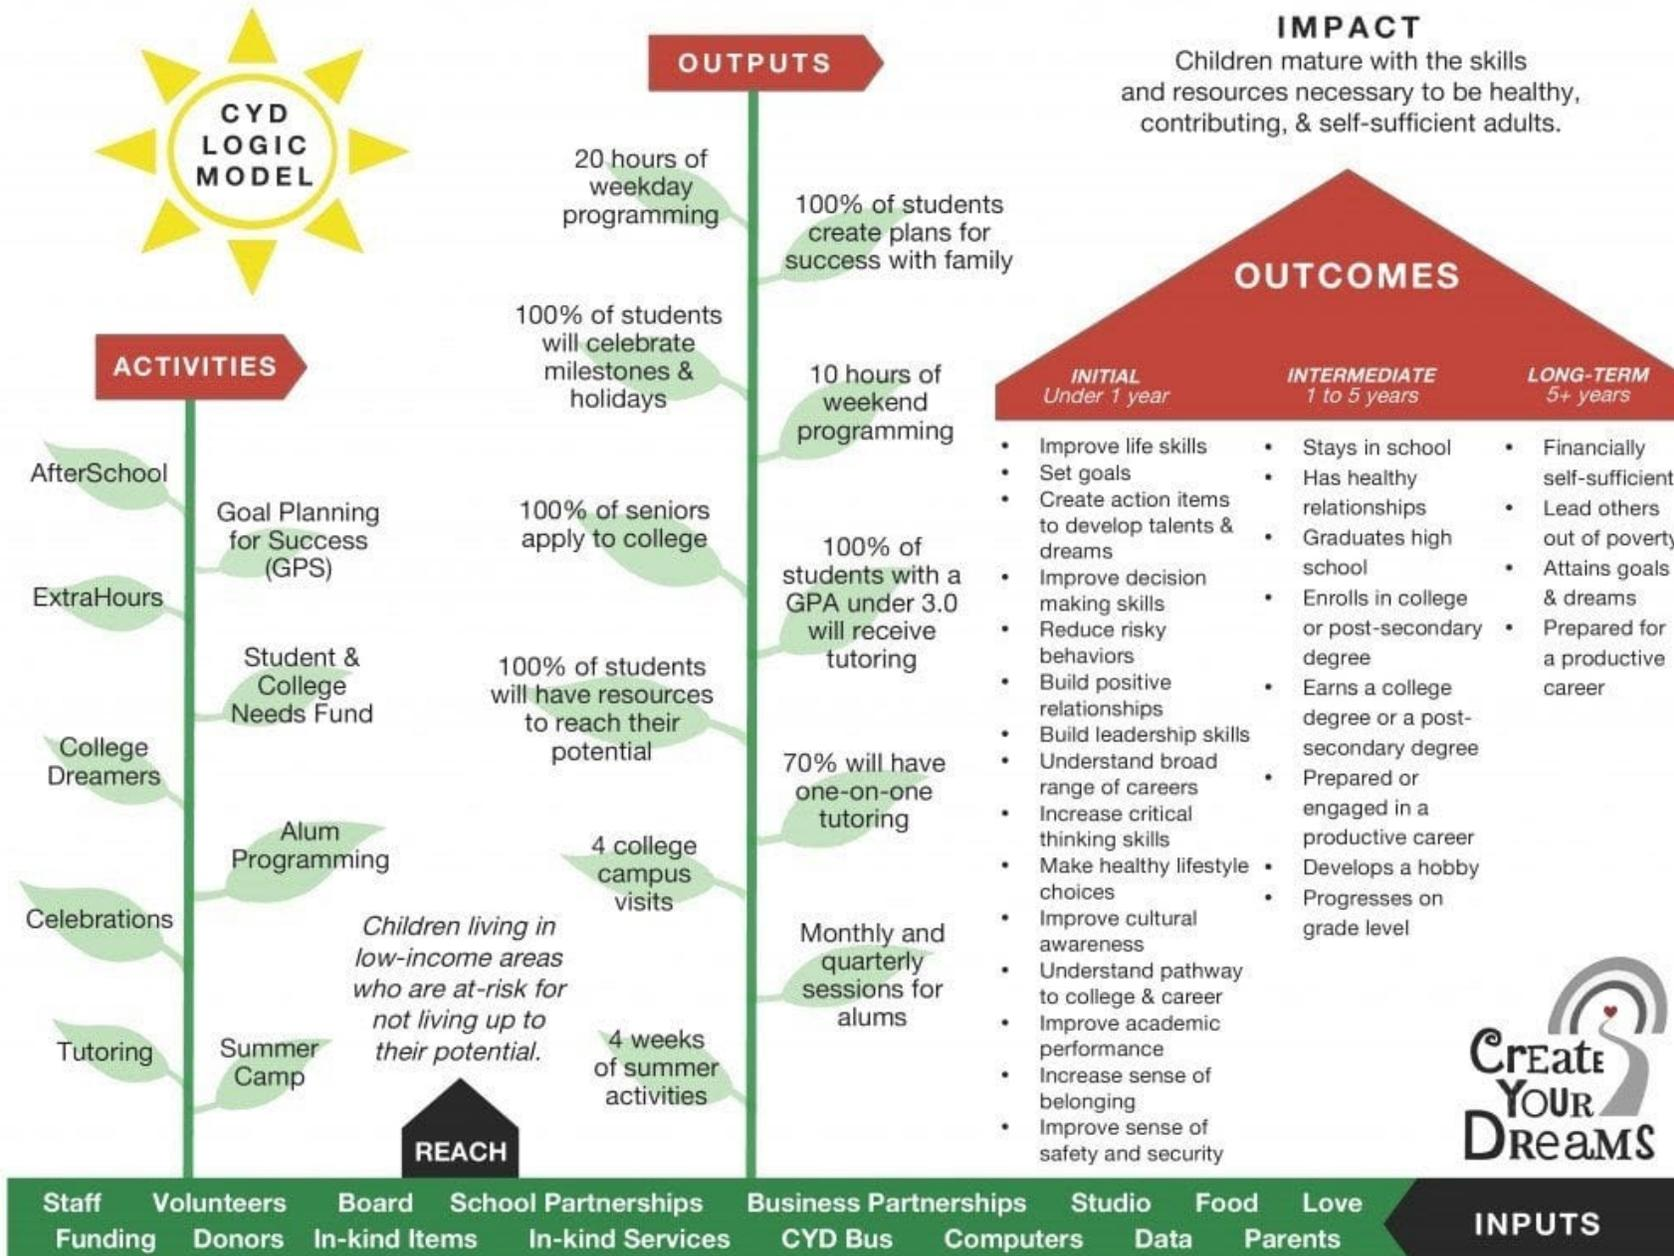 CYD
LOGIC
MODEL
ACTIVITIES
AfterSchool
Goal Planning
for Success
(GPS)
ExtraHours
Student &
College
Needs Fund
College
Dreamers
Alum
Programming
Celebrations
Tutoring
Summer
Camp
Children living in
low-income areas
who are at-risk for
not living up to
their potential.
REACH
OUTPUTS
20 hours of
weekday
programming
100% of students
create plans for
success with family
100% of students
will celebrate
milestones &
holidays
10 hours of
weekend
programming
100% of seniors
apply to college
100% of
students with a
GPA under 3.0
will receive
tutoring
100% of students
will have resources
to reach their
potential
70% will have
one-on-one
tutoring
4 college
campus
visits
Monthly and
quarterly
sessions for
alums
4 weeks
of summer
activities
IMPACT
Children mature with the skills
and resources necessary to be healthy,
contributing, & self-sufficient adults.
OUTCOMES
INITIAL
Under 1 year
• Improve life skills
• Set goals
• Create action items
to develop talents &
dreams
• Improve decision
making skills
• Reduce risky
behaviors
• Build positive
relationships
• Build leadership skills
• Understand broad
range of careers
• Increase critical
thinking skills
• Make healthy lifestyle
choices
• Improve cultural
awareness
• Understand pathway
to college & career
• Improve academic
performance
• Increase sense of
belonging
• Improve sense of
safety and security
INTERMEDIATE
1 to 5 years
• Stays in school
• Has healthy
relationships
• Graduates high
school
• Enrolls in college
or post-secondary
degree
• Earns a college
degree or a post-
secondary degree
• Prepared or
engaged in a
productive career
• Develops a hobby
• Progresses on
grade level
LONG-TERM
5+ years
• Financially
self-sufficient
• Lead others
out of poverty
• Attains goals
& dreams
• Prepared for
a productive
career
CREATE
YOUR
DREAMS
Staff Volunteers Board School Partnerships Business Partnerships Studio Food Love
Funding Donors In-kind Items In-kind Services CYD Bus Computers Data Parents
INPUTS